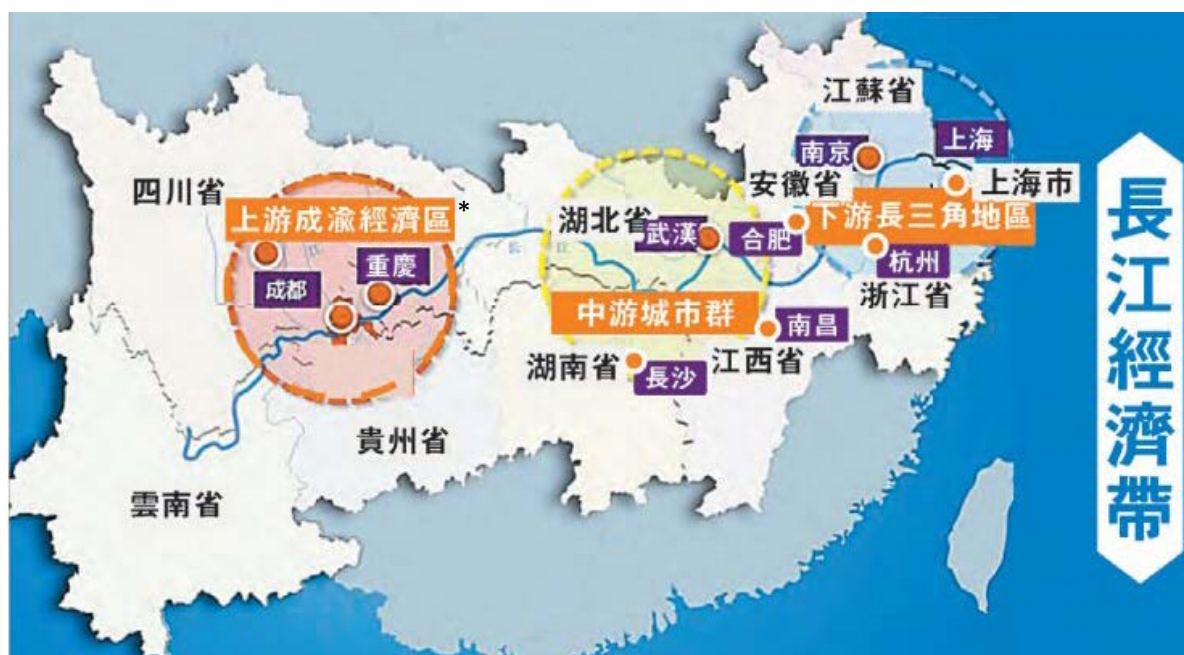 長江經濟帶
四川省
上游成渝經濟區*
成都
重慶
貴州省
雲南省
湖北省
武漢
中游城市群
湖南省
長沙
江西省
南昌
江蘇省
南京
上海
上海市
安徽省
合肥
下游長三角地區
杭州
浙江省